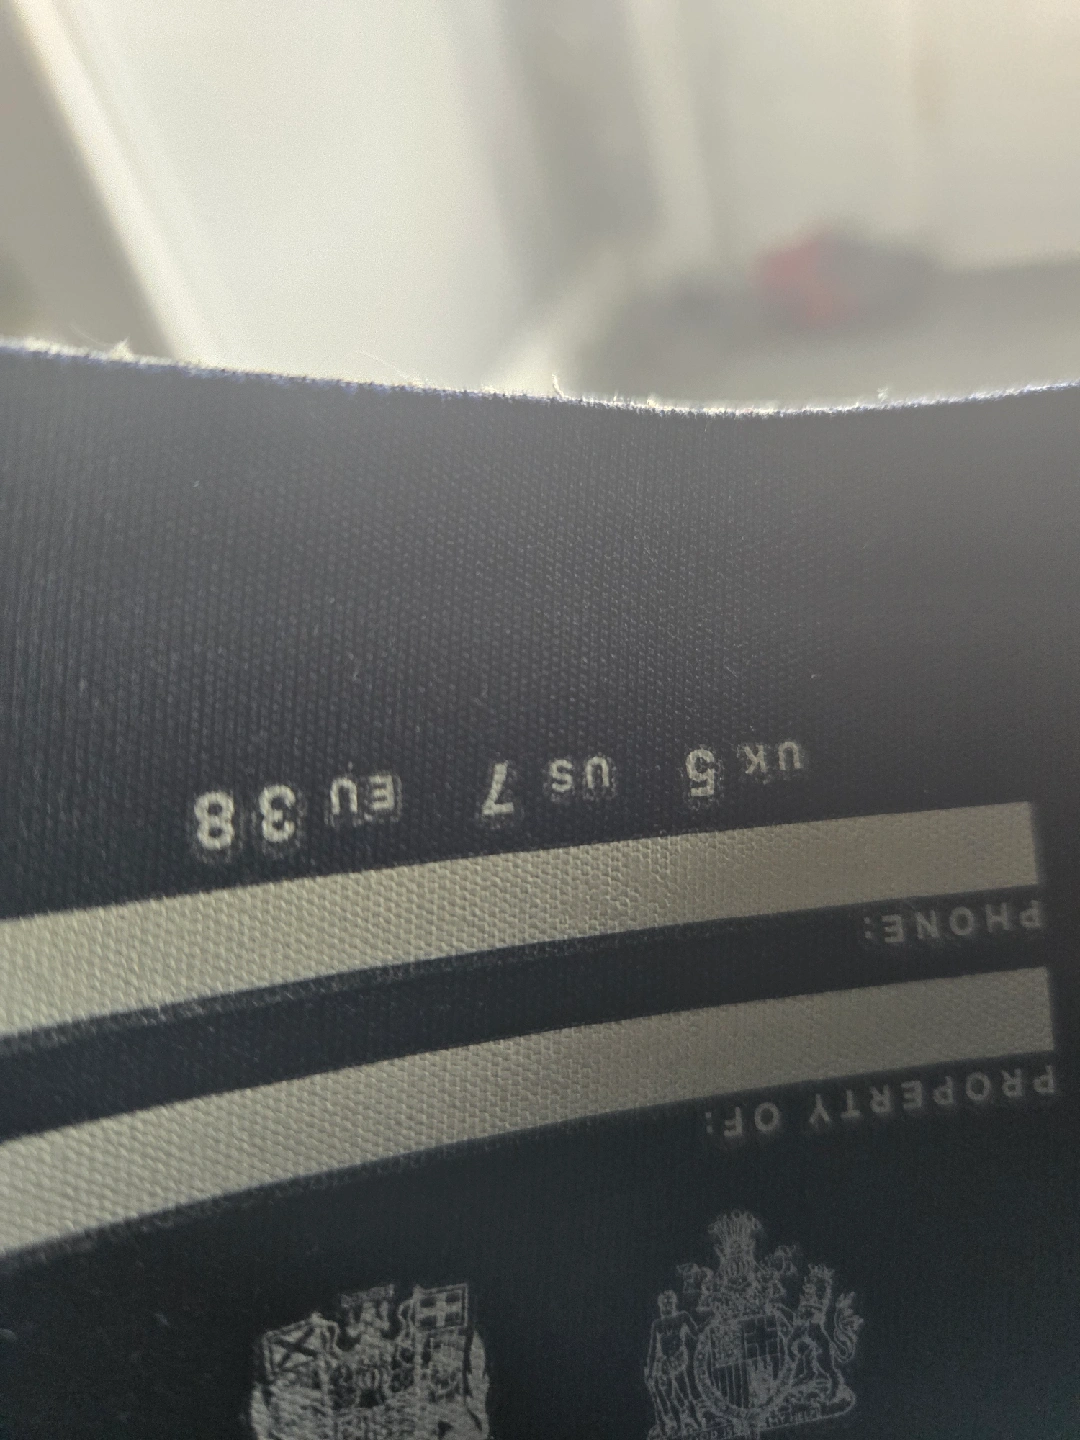 PROPERTY OF:
PHONE:
UK 5 US 7 EU 38